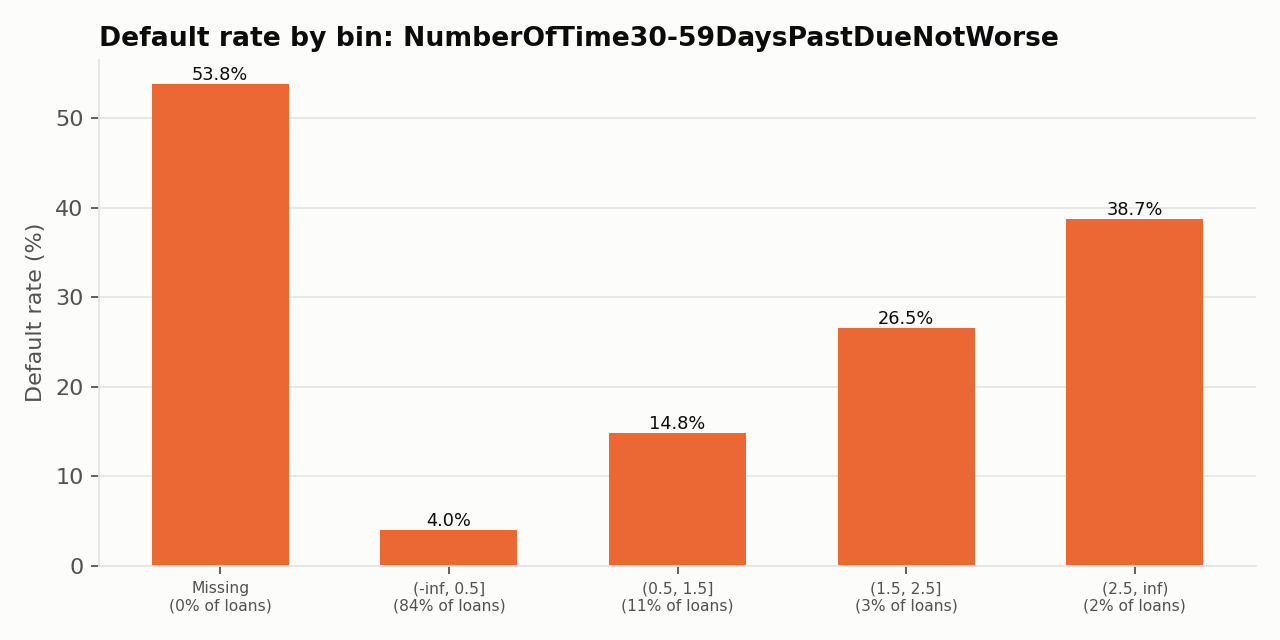 Default rate by bin: NumberOfTime30-59DaysPastDueNotWorse
Default rate (%)
50
40
30
20
10
0
53.8%
4.0%
14.8%
26.5%
38.7%
Missing
(0% of loans)
(-inf, 0.5]
(84% of loans)
(0.5, 1.5]
(11% of loans)
(1.5, 2.5]
(3% of loans)
(2.5, inf)
(2% of loans)